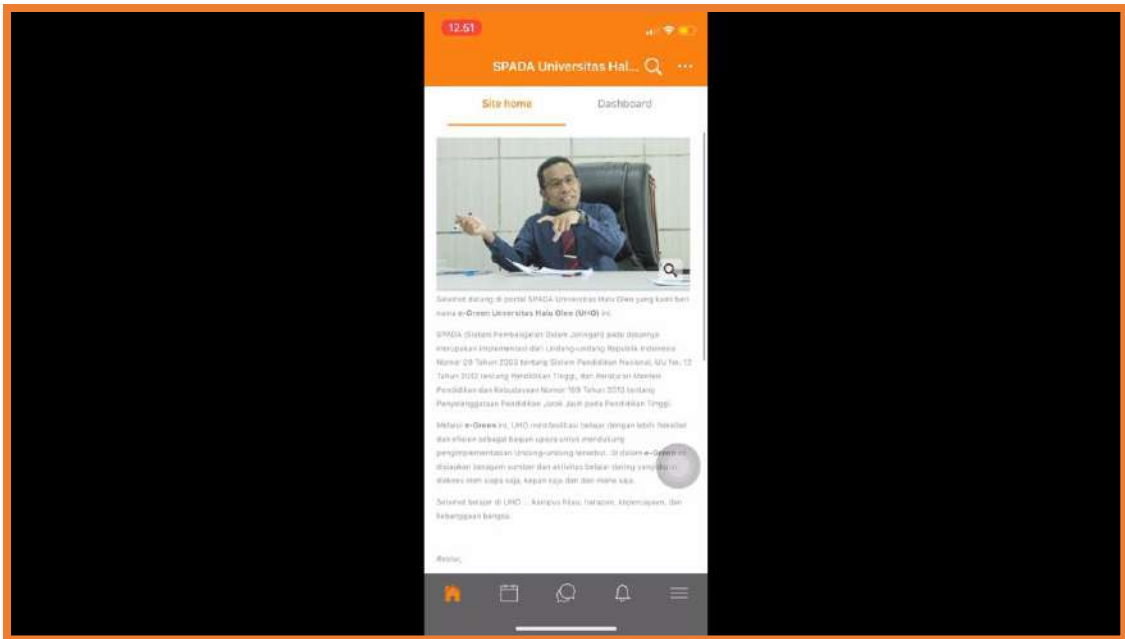 12.51
SPADA Universitas Hal... 
Site home
Dashboard
Selamat datang di portal SPADA Universitas Halu Oleo yang kami beri
nama e-Green Universitas Halu Oleo (UHO) ini.
SPADA (Sistem Pembelajaran Dalam Jaringan) pada dasarnya
merupakan implementasi dari Undang-undang Republik Indonesia
Nomor 20 Tahun 2003 tentang Sistem Pendidikan Nasional, UU No. 12
Tahun 2012 tentang Pendidikan Tinggi, dan Peraturan Menteri
Pendidikan dan Kebudayaan Nomor 109 Tahun 2013 tentang
Penyelenggaraan Pendidikan Jarak Jauh pada Pendidikan Tinggi.
Melalui e-Green ini, UHO memfasilitasi belajar dengan lebih fleksibel
dan efisien sebagai bagian upaya untuk mendukung
pengimplementasian Undang-undang tersebut. Di dalam e-Green ini
disiapkan beragam sumber dan aktivitas belajar daring yang
diakses oleh siapa saja, kapan saja dan dari mana saja.
Selamat belajar di UHO ... kampus hijau, harapan, kepercayaan, dan
kebanggaan bangsa.
Rektor,